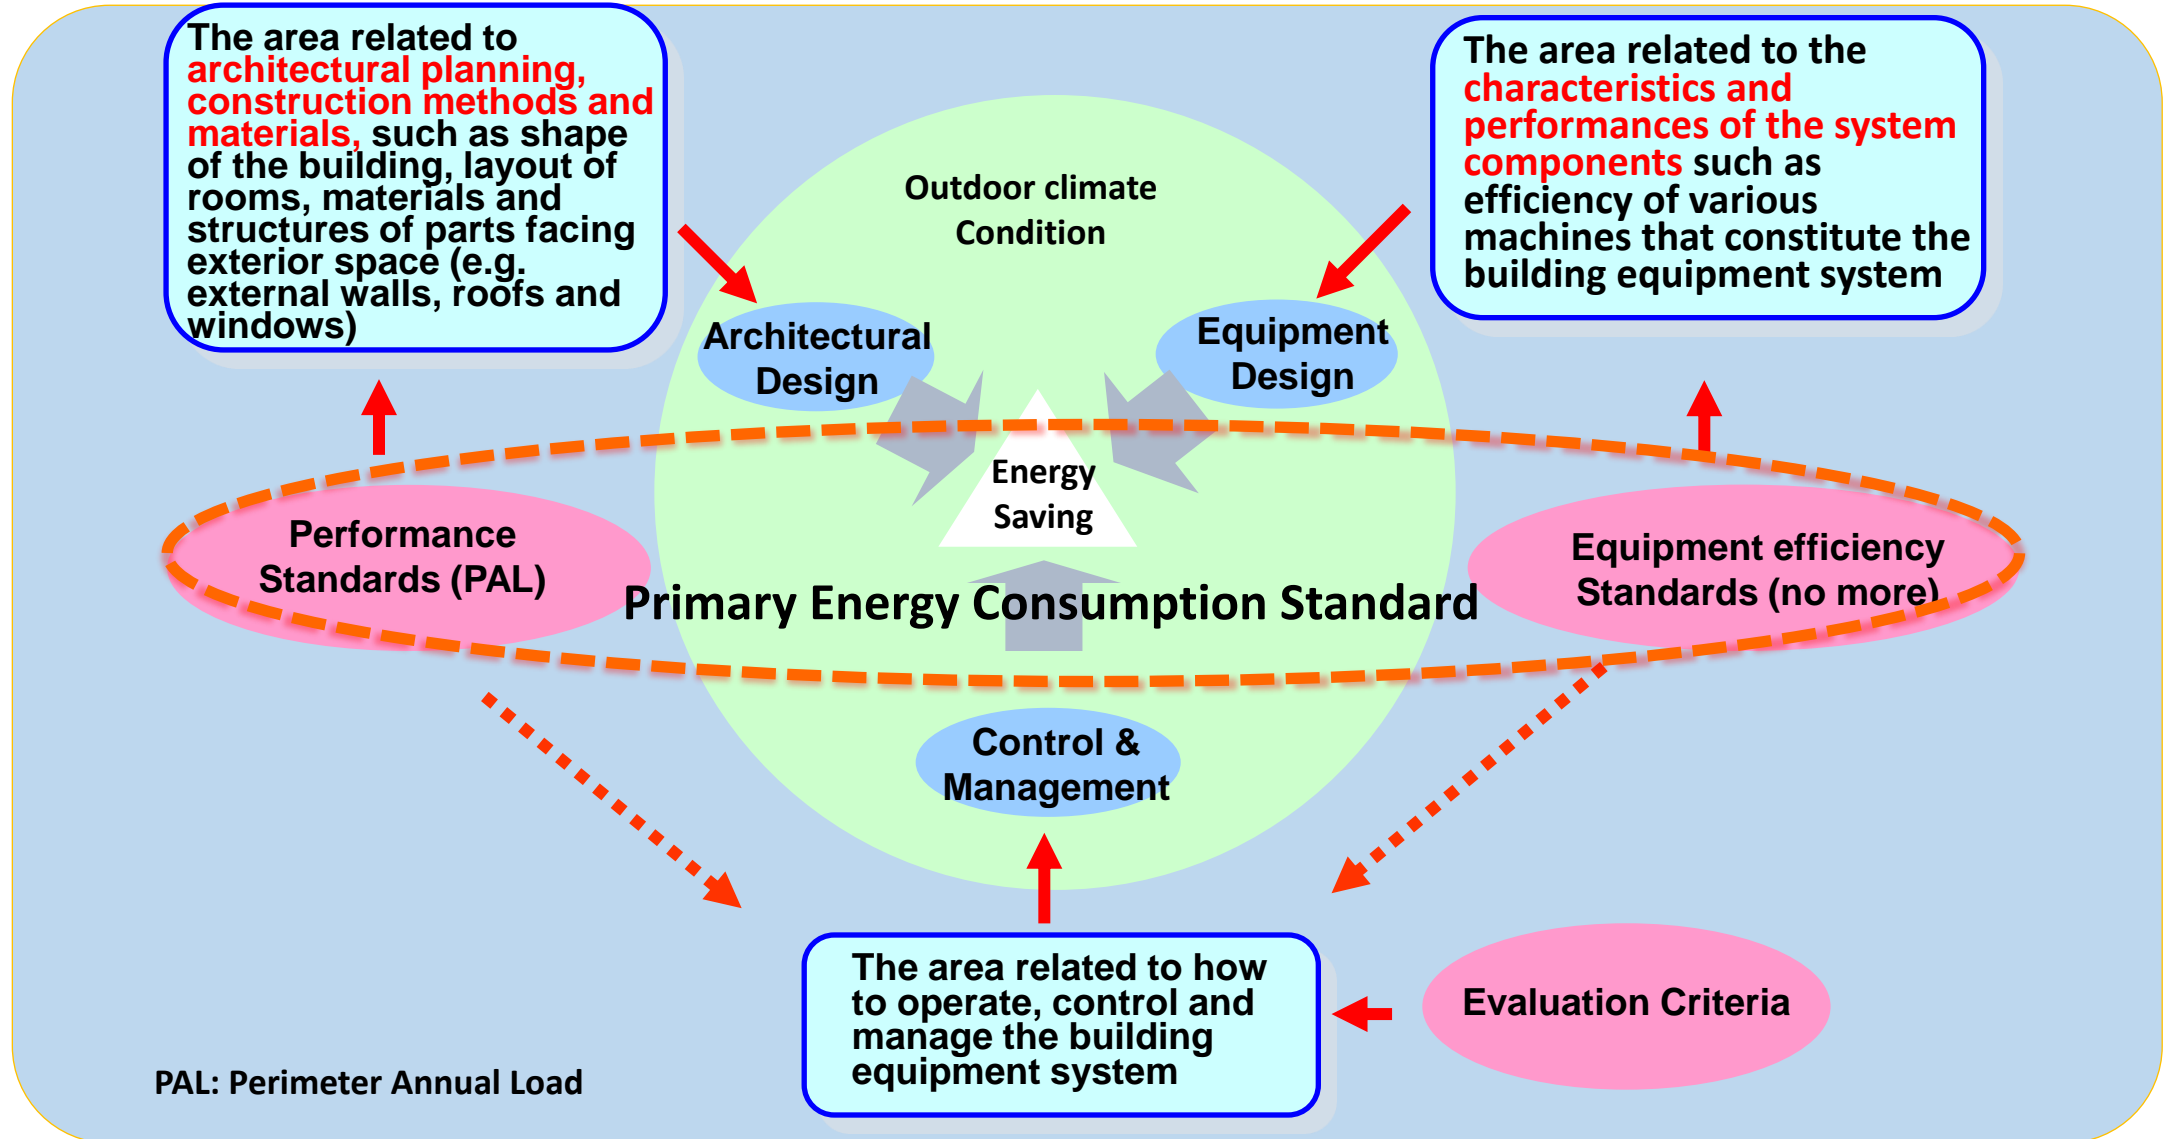 The area related to
architectural planning,
construction methods and
materials, such as shape
of the building, layout of
rooms, materials and
structures of parts facing
exterior space (e.g.
external walls, roofs and
windows)
The area related to the
characteristics and
performances of the system
components such as
efficiency of various
machines that constitute the
building equipment system
Outdoor climate
Condition
Architectural
Design
Equipment
Design
Energy
Saving
Performance
Standards (PAL)
Equipment efficiency
Standards (no more)
Primary Energy Consumption Standard
Control &
Management
The area related to how
to operate, control and
manage the building
equipment system
Evaluation Criteria
PAL: Perimeter Annual Load